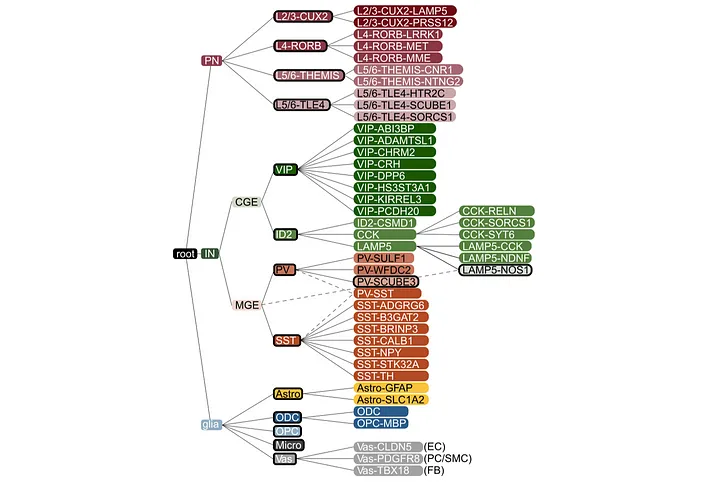 root
PN
L2/3-CUX2
L2/3-CUX2-LAMP5
L2/3-CUX2-PRSS12
L4-RORB
L4-RORB-LRRK1
L4-RORB-MET
L4-RORB-MME
L5/6-THEMIS
L5/6-THEMIS-CNR1
L5/6-THEMIS-NTNG2
L5/6-TLE4
L5/6-TLE4-HTR2C
L5/6-TLE4-SCUBE1
L5/6-TLE4-SORCS1
IN
CGE
VIP
VIP-ABI3BP
VIP-ADAMTSL1
VIP-CHRM2
VIP-CRH
VIP-DPP6
VIP-HS3ST3A1
VIP-KIRREL3
VIP-PCDH20
ID2
ID2-CSMD1
CCK
CCK-RELN
CCK-SORCS1
CCK-SYT6
LAMP5
LAMP5-CCK
LAMP5-NDNF
LAMP5-NOS1
MGE
PV
PV-SULF1
PV-WFDC2
PV-SCUBE3
PV-SST
SST
SST-ADGRG6
SST-B3GAT2
SST-BRINP3
SST-CALB1
SST-NPY
SST-STK32A
SST-TH
glia
Astro
Astro-GFAP
Astro-SLC1A2
ODC
ODC
OPC-MBP
OPC
Micro
Vas
Vas-CLDN5 (EC)
Vas-PDGFR8 (PC/SMC)
Vas-TBX18 (FB)